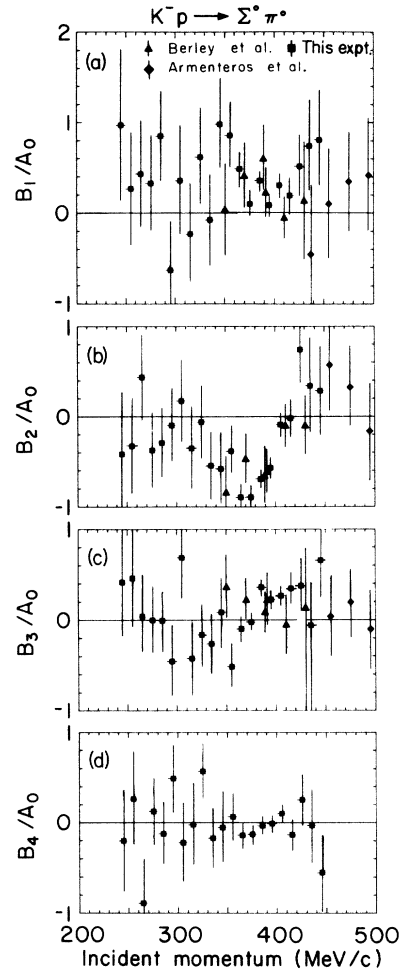 K⁻p ⟶ Σ° π°
▲ Berley et al. ■ This expt.
◆ Armenteros et al.
(a)
B₁/A₀
2
1
0
-1
(b)
B₂/A₀
1
0
-1
(c)
B₃/A₀
1
0
-1
(d)
B₄/A₀
1
0
-1
200 300 400 500
Incident momentum (MeV/c)